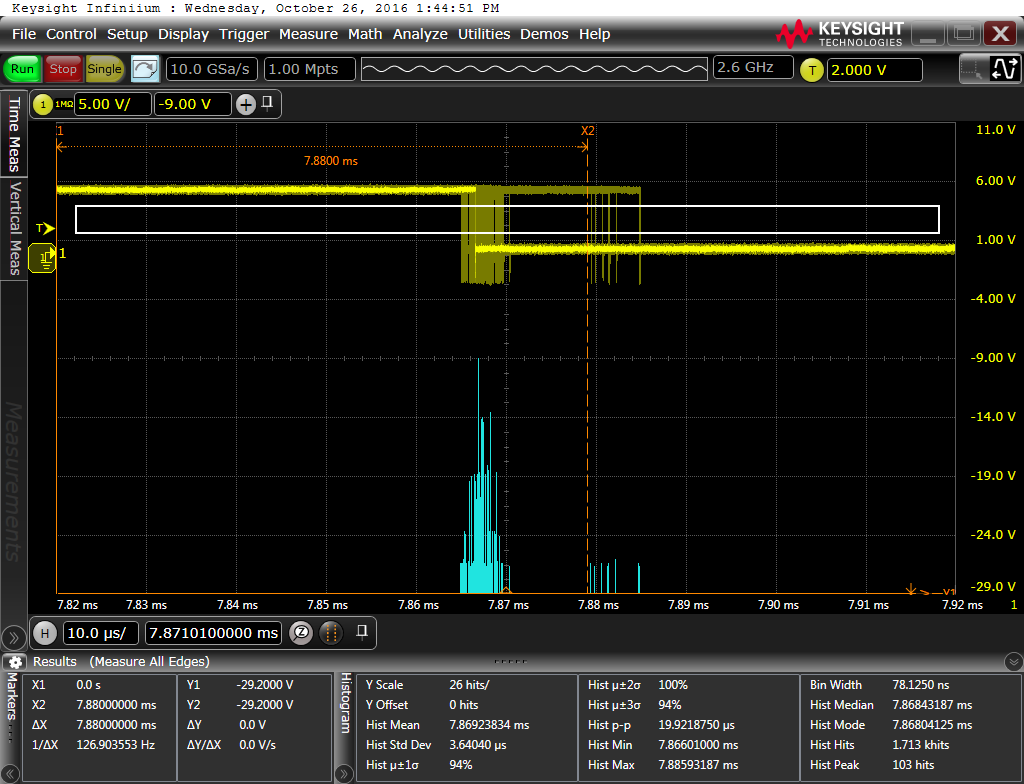 Keysight Infiniium : Wednesday, October 26, 2016 1:44:51 PM
File Control Setup Display Trigger Measure Math Analyze Utilities Demos Help
KEYSIGHT
TECHNOLOGIES
Run Stop Single 10.0 GSa/s 1.00 Mpts 2.6 GHz T 2.000 V
1 1MΩ 5.00 V/ -9.00 V +
Time Meas
Vertical Meas
Measurements
1 X2 11.0 V
7.8800 ms
6.00 V
T
1.00 V
1 1
-4.00 V
-9.00 V
-14.0 V
-19.0 V
-24.0 V
-29.0 V
Y1
7.82 ms 7.83 ms 7.84 ms 7.85 ms 7.86 ms 7.87 ms 7.88 ms 7.89 ms 7.90 ms 7.91 ms 7.92 ms 1
H 10.0 µs/ 7.8710100000 ms Z
Results (Measure All Edges)
Markers
X1 0.0 s Y1 -29.2000 V
X2 7.88000000 ms Y2 -29.2000 V
ΔX 7.88000000 ms ΔY 0.0 V
1/ΔX 126.903553 Hz ΔY/ΔX 0.0 V/s
Histogram
Y Scale 26 hits/ Hist µ±2σ 100% Bin Width 78.1250 ns
Y Offset 0 hits Hist µ±3σ 94% Hist Median 7.86843187 ms
Hist Mean 7.86923834 ms Hist p-p 19.9218750 µs Hist Mode 7.86804125 ms
Hist Std Dev 3.64040 µs Hist Min 7.86601000 ms Hist Hits 1.713 khits
Hist µ±1σ 94% Hist Max 7.88593187 ms Hist Peak 103 hits